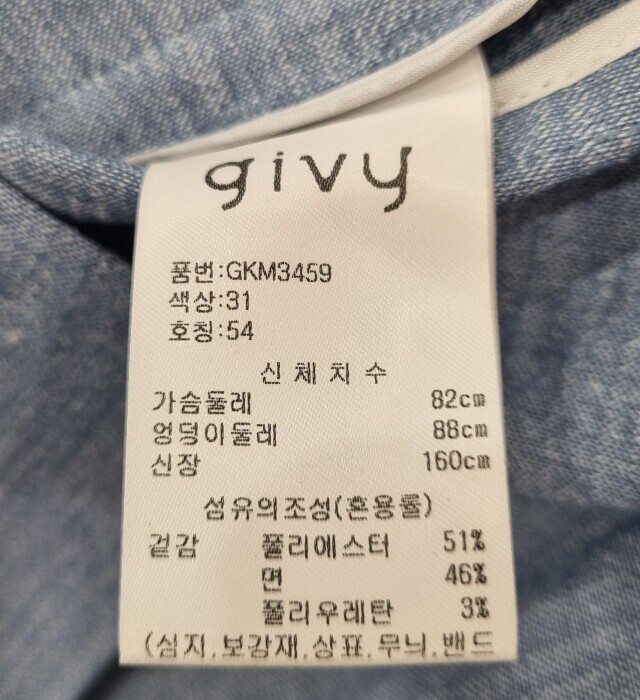 givy
품번:GKM3459
색상:31
호칭:54
신체치수
가슴둘레 82cm
엉덩이둘레 88cm
신장 160cm
섬유의조성(혼용률)
겉감 폴리에스터 51%
면 46%
폴리우레탄 3%
(심지,보강재,상표,무늬,밴드